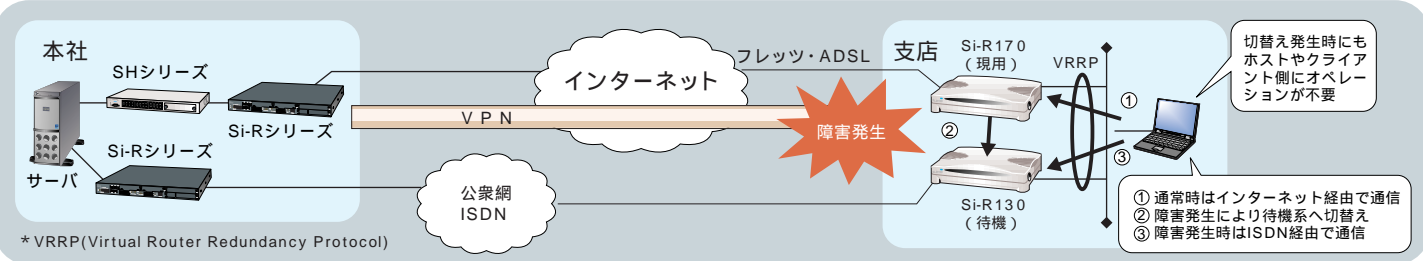 本社
SHシリーズ
Si-Rシリーズ
Si-Rシリーズ
サーバ
*VRRP(Virtual Router Redundancy Protocol)
インターネット
VPN
公衆網
ISDN
フレッツ・ADSL
障害発生
支店
Si-R170
(現用)
VRRP
①
②
③
Si-R130
(待機)
切替え発生時にも
ホストやクライア
ント側にオペレー
ションが不要
① 通常時はインターネット経由で通信
② 障害発生により待機系へ切替え
③ 障害発生時はISDN経由で通信